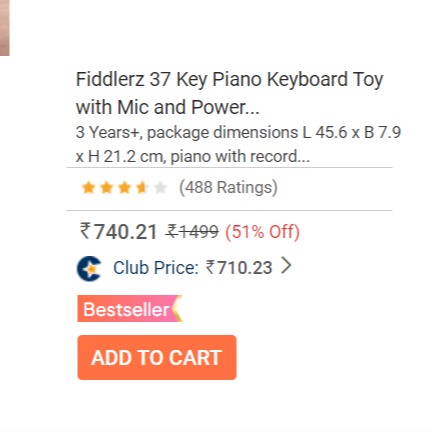 Fiddlerz 37 Key Piano Keyboard Toy
with Mic and Power...
3 Years+, package dimensions L 45.6 x B 7.9
x H 21.2 cm, piano with record...
(488 Ratings)
₹740.21 ₹1499 (51% Off)
Club Price: ₹710.23
Bestseller
ADD TO CART